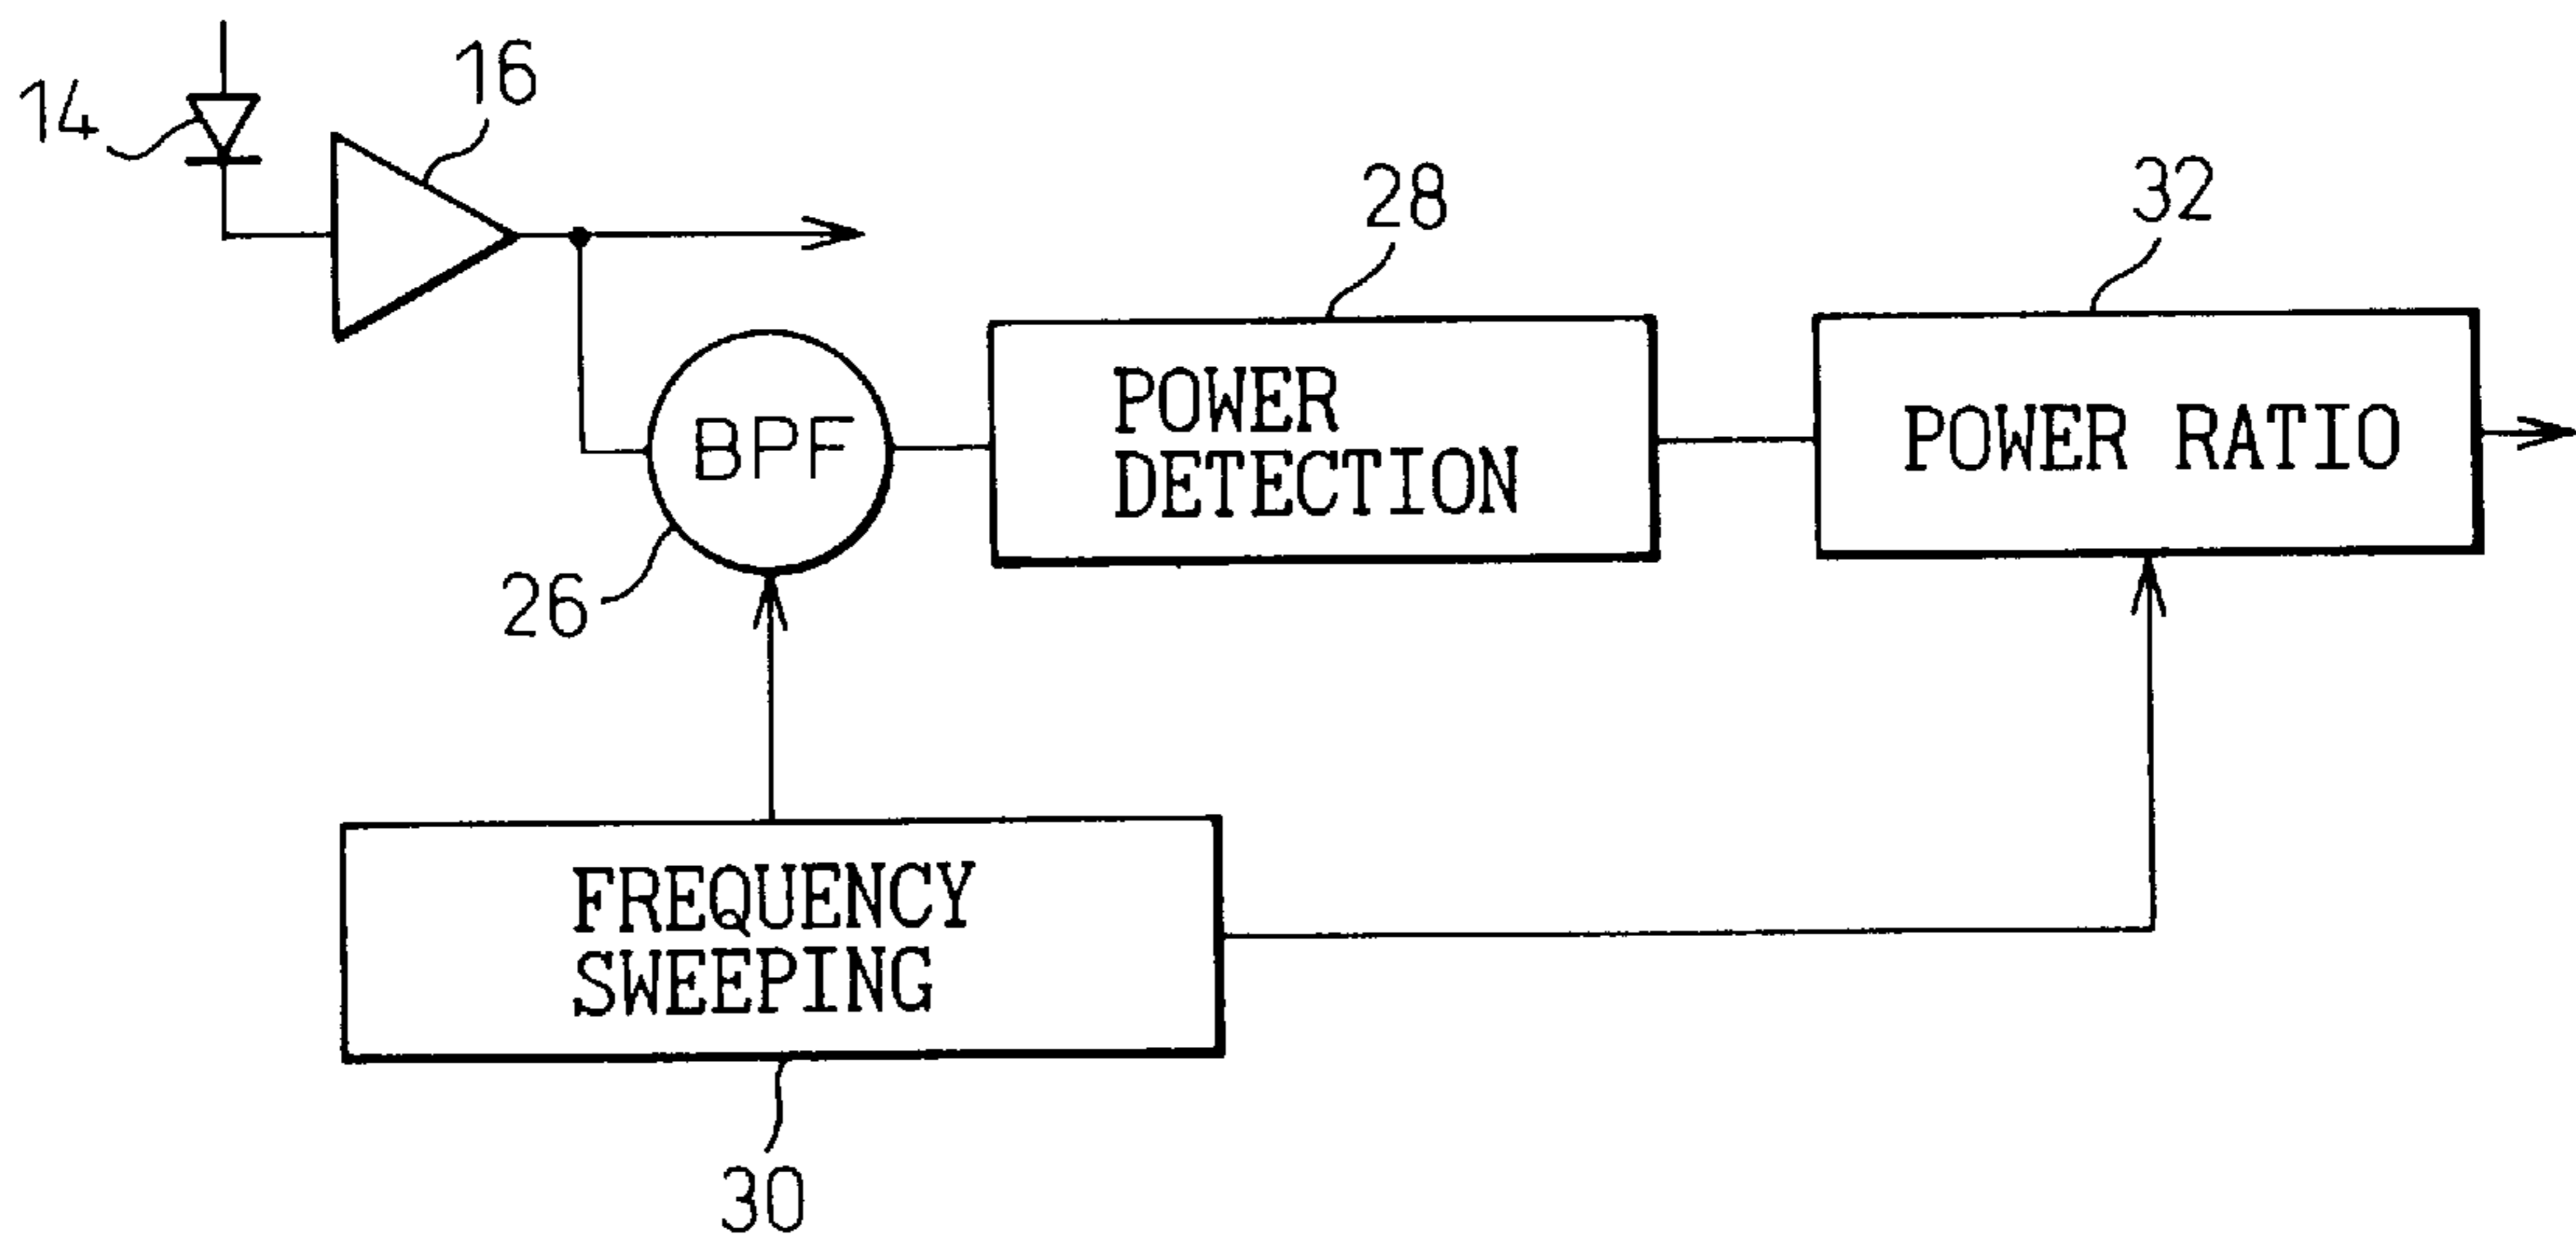 14
16
28
32
BPF
POWER
DETECTION
POWER RATIO
26
FREQUENCY
SWEEPING
30